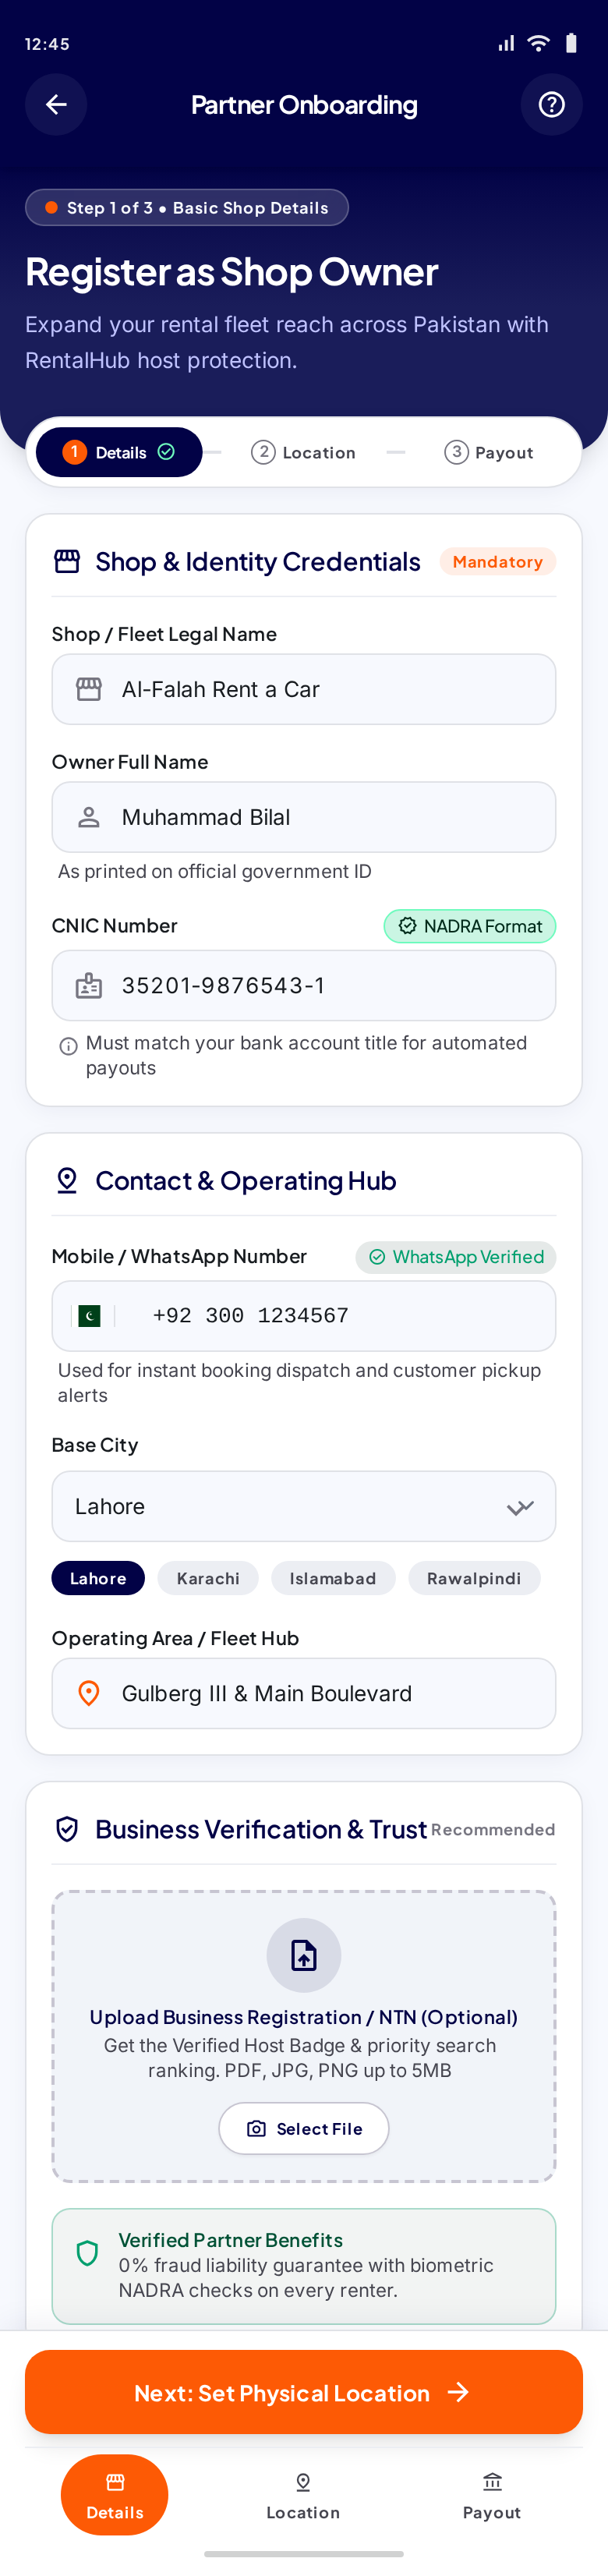 12:45
Partner Onboarding
Step 1 of 3 • Basic Shop Details
Register as Shop Owner
Expand your rental fleet reach across Pakistan with
RentalHub host protection.
1 Details
2 Location
3 Payout
Shop & Identity Credentials
Mandatory
Shop / Fleet Legal Name
Al-Falah Rent a Car
Owner Full Name
Muhammad Bilal
As printed on official government ID
CNIC Number
NADRA Format
35201-9876543-1
Must match your bank account title for automated
payouts
Contact & Operating Hub
Mobile / WhatsApp Number
WhatsApp Verified
+92 300 1234567
Used for instant booking dispatch and customer pickup
alerts
Base City
Lahore
Lahore
Karachi
Islamabad
Rawalpindi
Operating Area / Fleet Hub
Gulberg III & Main Boulevard
Business Verification & Trust
Recommended
Upload Business Registration / NTN (Optional)
Get the Verified Host Badge & priority search
ranking. PDF, JPG, PNG up to 5MB
Select File
Verified Partner Benefits
0% fraud liability guarantee with biometric
NADRA checks on every renter.
Next: Set Physical Location
Details
Location
Payout